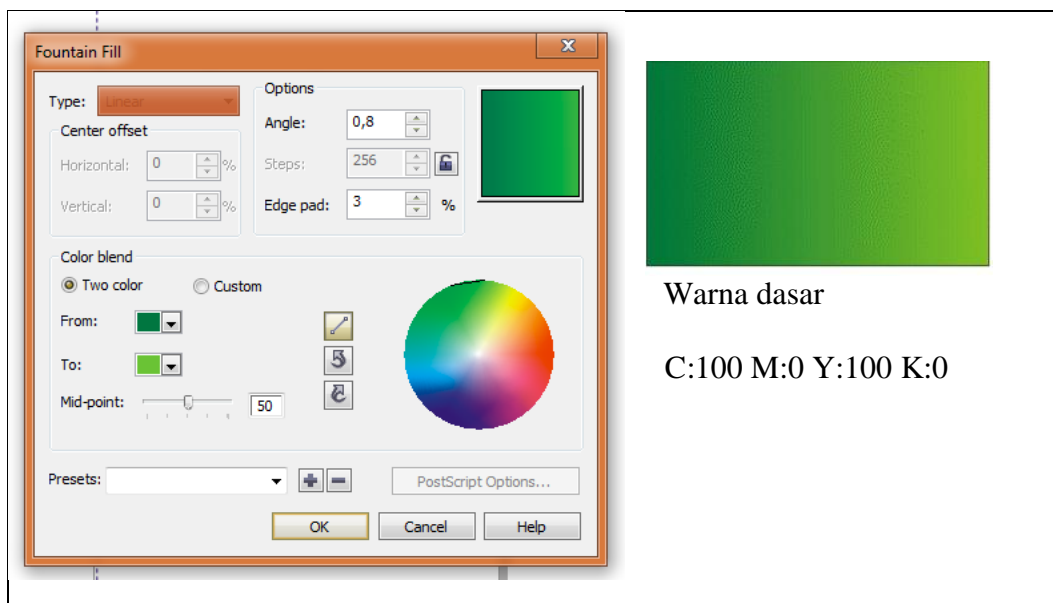 Fountain Fill
Type: Linear
Center offset
Horizontal: 0 %
Vertical: 0 %
Options
Angle: 0,8
Steps: 256
Edge pad: 3 %
Color blend
Two color Custom
From:
To:
Mid-point: 50
Presets:
PostScript Options...
OK Cancel Help
Warna dasar
C:100 M:0 Y:100 K:0